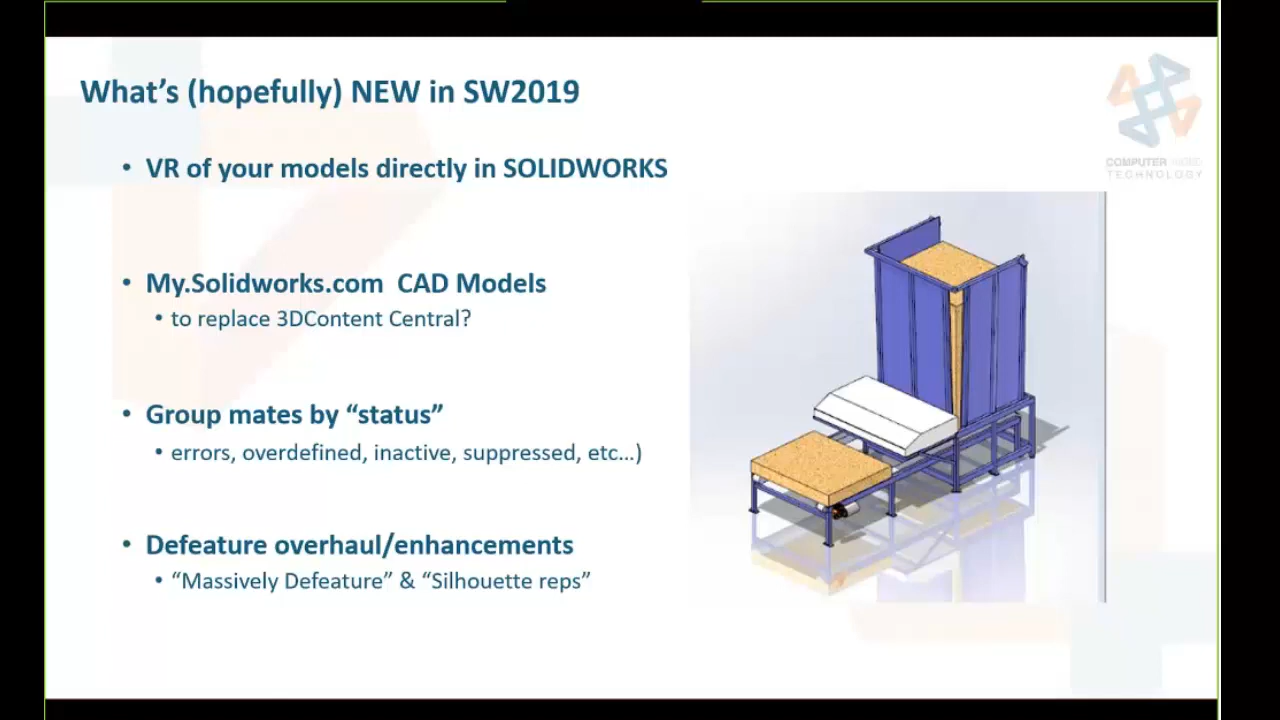 What's (hopefully) NEW in SW2019
• VR of your models directly in SOLIDWORKS
• My.Solidworks.com CAD Models
• to replace 3DContent Central?
• Group mates by “status”
• errors, overdefined, inactive, suppressed, etc...)
• Defeature overhaul/enhancements
• “Massively Defeature” & “Silhouette reps”
COMPUTER AIDED
TECHNOLOGY